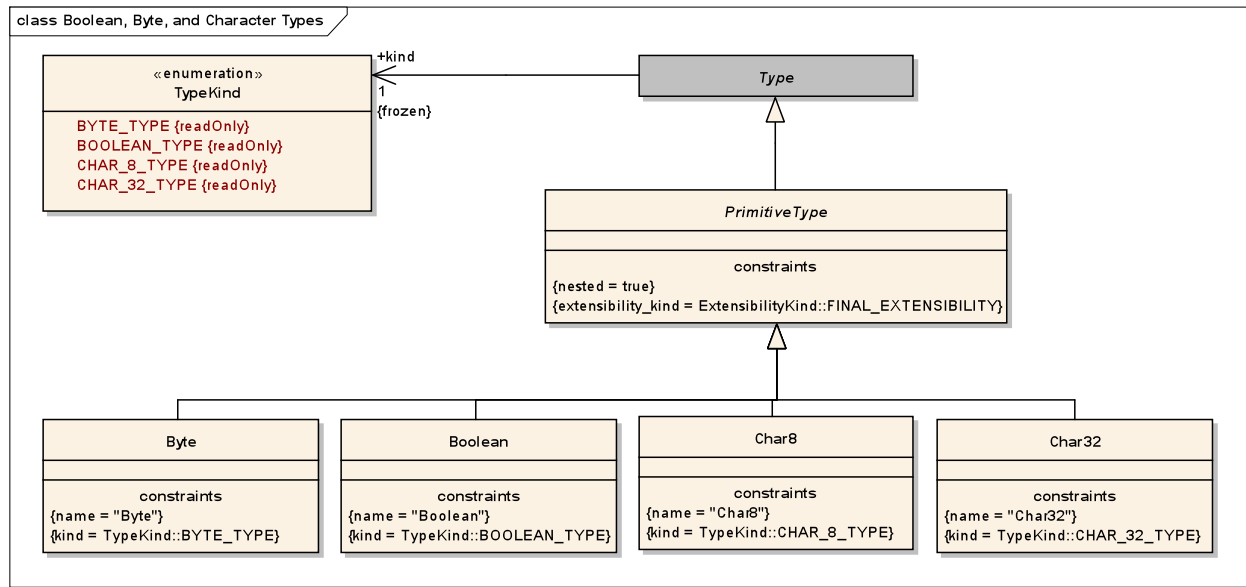 class Boolean, Byte, and Character Types
«enumeration»
TypeKind
BYTE_TYPE {readOnly}
BOOLEAN_TYPE {readOnly}
CHAR_8_TYPE {readOnly}
CHAR_32_TYPE {readOnly}
+kind
1
{frozen}
Type
PrimitiveType
constraints
{nested = true}
{extensibility_kind = ExtensibilityKind::FINAL_EXTENSIBILITY}
Byte
constraints
{name = "Byte"}
{kind = TypeKind::BYTE_TYPE}
Boolean
constraints
{name = "Boolean"}
{kind = TypeKind::BOOLEAN_TYPE}
Char8
constraints
{name = "Char8"}
{kind = TypeKind::CHAR_8_TYPE}
Char32
constraints
{name = "Char32"}
{kind = TypeKind::CHAR_32_TYPE}